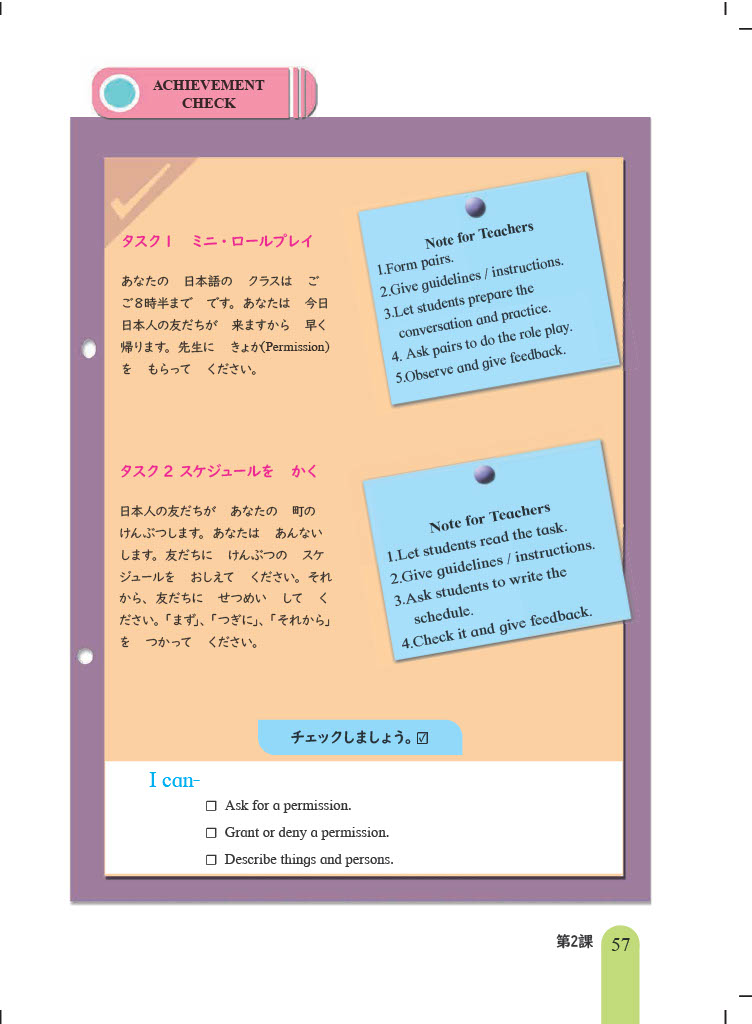 ACHIEVEMENT
CHECK
タスク1 ミニ・ロールプレイ
あなたの 日本語の クラスは ご
ご8時半まで です。あなたは 今日
日本人の友だちが 来ますから 早く
帰ります。先生に きょか(Permission)
を もらって ください。
Note for Teachers
1.Form pairs.
2.Give guidelines / instructions.
3.Let students prepare the
conversation and practice.
4. Ask pairs to do the role play.
5.Observe and give feedback.
タスク 2 スケジュールを かく
日本人の友だちが あなたの 町の
けんぶつします。あなたは あんない
します。友だちに けんぶつの スケ
ジュールを おしえて ください。それ
から、友だちに せつめい して く
ださい。「まず」、「つぎに」、「それから」
を つかって ください。
Note for Teachers
1.Let students read the task.
2.Give guidelines / instructions.
3.Ask students to write the
schedule.
4.Check it and give feedback.
チェックしましょう。☑
I can-
☐ Ask for a permission.
☐ Grant or deny a permission.
☐ Describe things and persons.
第2課 57